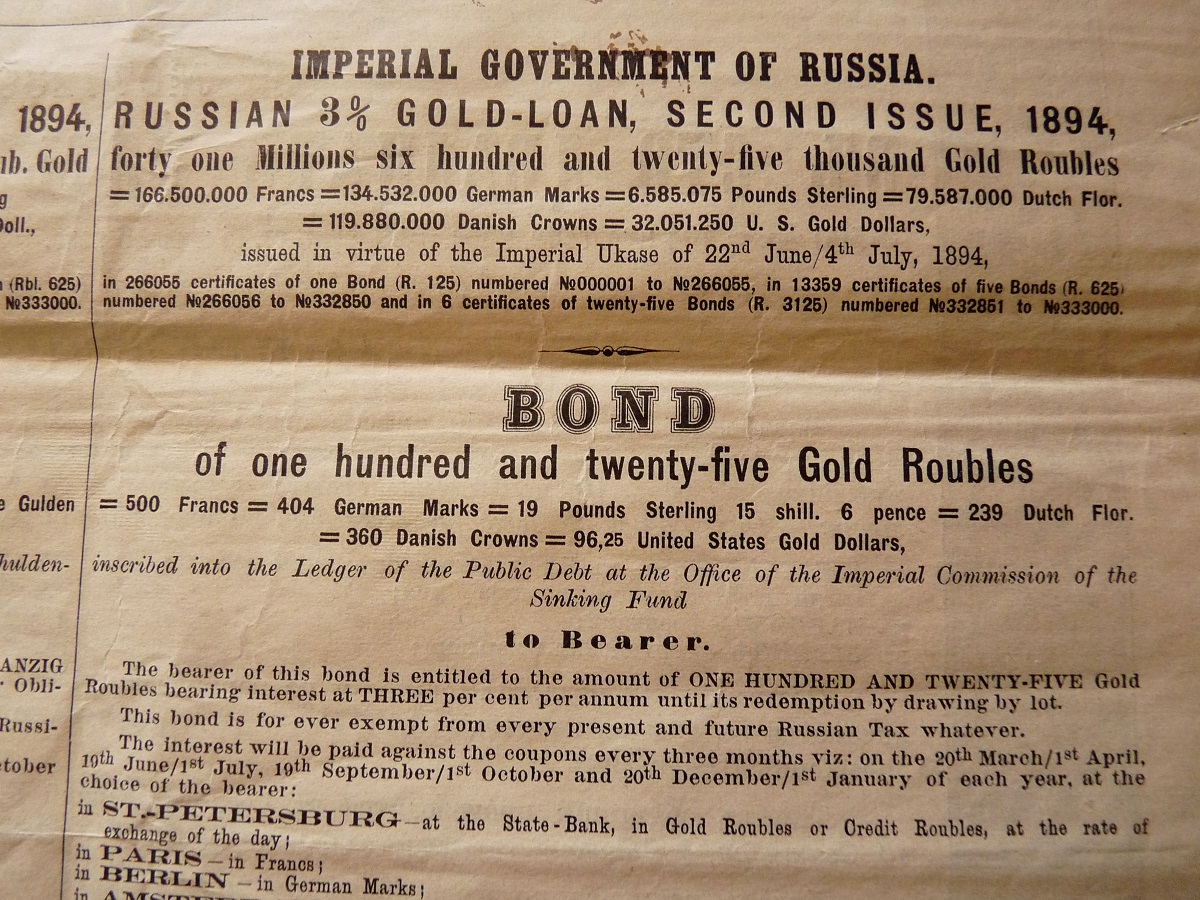 1894,
ub. Gold
g
Doll.,
(Rbl. 625)
№333000.
e Gulden
hulden-
ANZIG
r Obli-
Russi-
ctober
IMPERIAL GOVERNMENT OF RUSSIA.
RUSSIAN 3% GOLD-LOAN, SECOND ISSUE, 1894,
forty one Millions six hundred and twenty-five thousand Gold Roubles
= 166.500.000 Francs = 134.532.000 German Marks = 6.585.075 Pounds Sterling = 79.587.000 Dutch Flor.
= 119.880.000 Danish Crowns = 32.051.250 U. S. Gold Dollars,
issued in virtue of the Imperial Ukase of 22nd June/4th July, 1894,
in 266055 certificates of one Bond (R. 125) numbered №000001 to №266055, in 13359 certificates of five Bonds (R. 625)
numbered №266056 to №332850 and in 6 certificates of twenty-five Bonds (R. 3125) numbered №332851 to №333000.
BOND
of one hundred and twenty-five Gold Roubles
= 500 Francs = 404 German Marks = 19 Pounds Sterling 15 shill. 6 pence = 239 Dutch Flor.
= 360 Danish Crowns = 96,25 United States Gold Dollars,
inscribed into the Ledger of the Public Debt at the Office of the Imperial Commission of the
Sinking Fund
to Bearer.
The bearer of this bond is entitled to the amount of ONE HUNDRED AND TWENTY-FIVE Gold
Roubles bearing interest at THREE per cent per annum until its redemption by drawing by lot.
This bond is for ever exempt from every present and future Russian Tax whatever.
The interest will be paid against the coupons every three months viz: on the 20th March/1st April,
19th June/1st July, 19th September/1st October and 20th December/1st January of each year, at the
choice of the bearer:
in ST.-PETERSBURG — at the State-Bank, in Gold Roubles or Credit Roubles, at the rate of
exchange of the day;
in PARIS — in Francs;
in BERLIN — in German Marks;
in